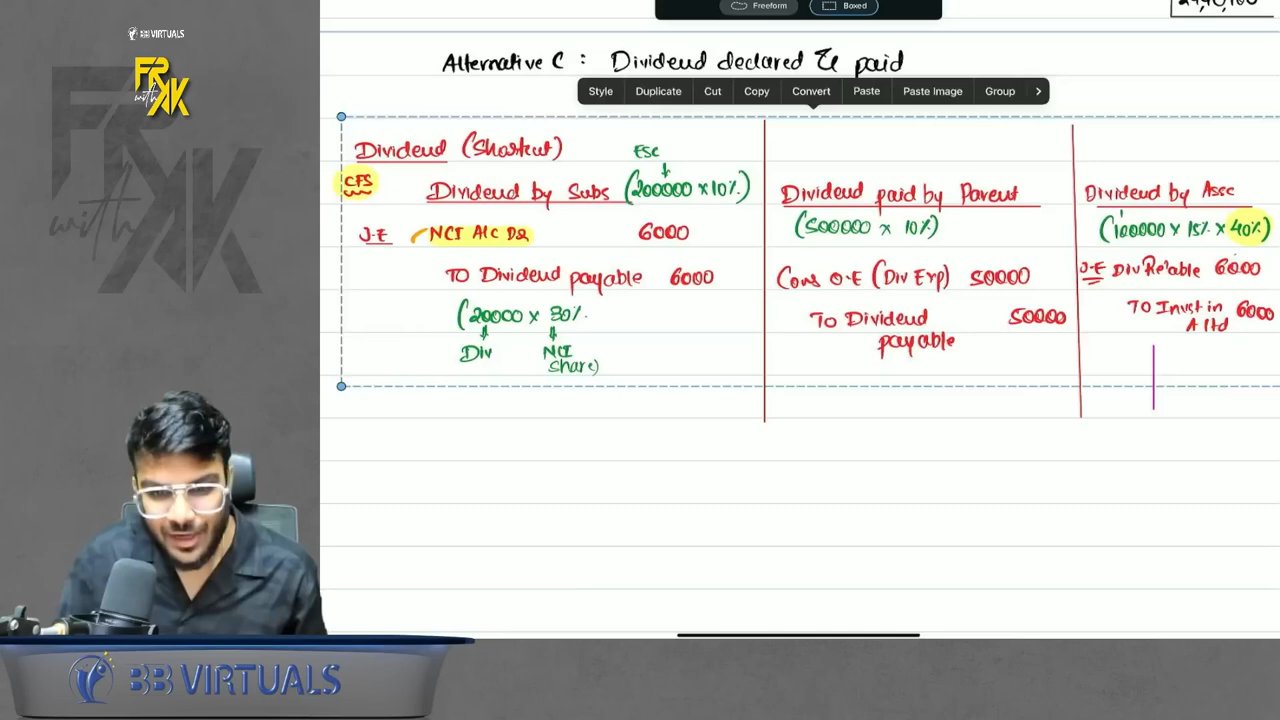 BB VIRTUALS
FR
with
AK
Freeform
Boxed
Alternative C : Dividend declared & paid
Style
Duplicate
Cut
Copy
Convert
Paste
Paste Image
Group
Dividend (Shortcut)
ESC
CFS
Dividend by Subs (200000 x 10%)
J.E
NCI A/C DR 6000
TO Dividend payable 6000
(20000 x 30%
Div
NCI share)
Dividend paid by Parent
(500000 x 10%)
Cons O.E (Div Exp) 50000
TO Dividend payable 50000
Dividend by Assc
(100000 x 15% x 40%)
J.E Div Re'able 6000
TO Invst in A ltd 6000
BB VIRTUALS